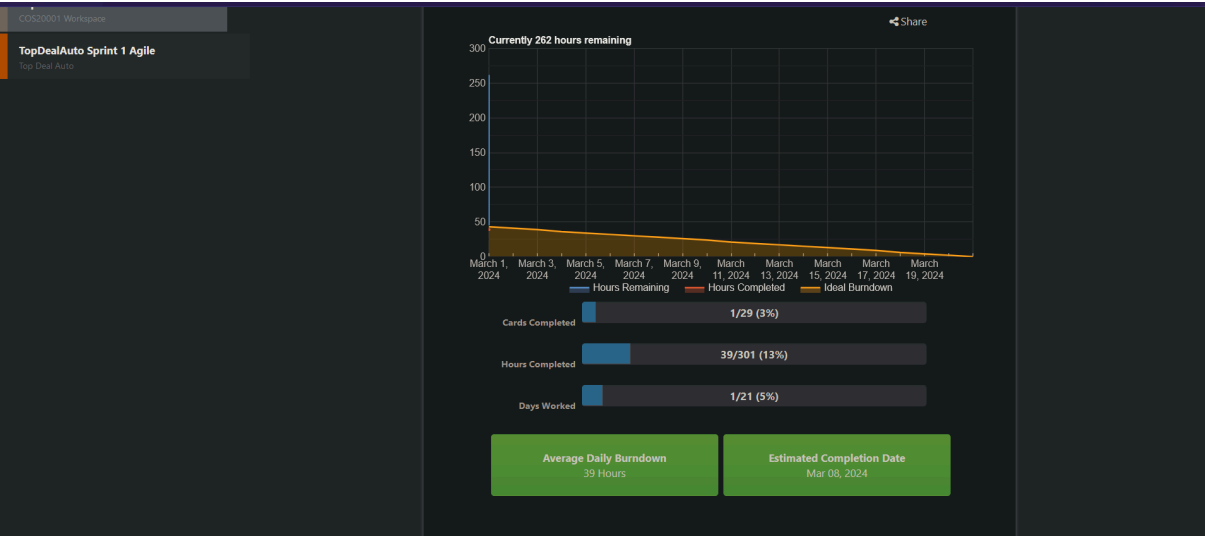 COS20001 Workspace
TopDealAuto Sprint 1 Agile
Top Deal Auto
Share
Currently 262 hours remaining
300
250
200
150
100
50
0
March 1, 2024
March 3, 2024
March 5, 2024
March 7, 2024
March 9, 2024
March 11, 2024
March 13, 2024
March 15, 2024
March 17, 2024
March 19, 2024
Hours Remaining
Hours Completed
Ideal Burndown
Cards Completed
1/29 (3%)
Hours Completed
39/301 (13%)
Days Worked
1/21 (5%)
Average Daily Burndown
39 Hours
Estimated Completion Date
Mar 08, 2024